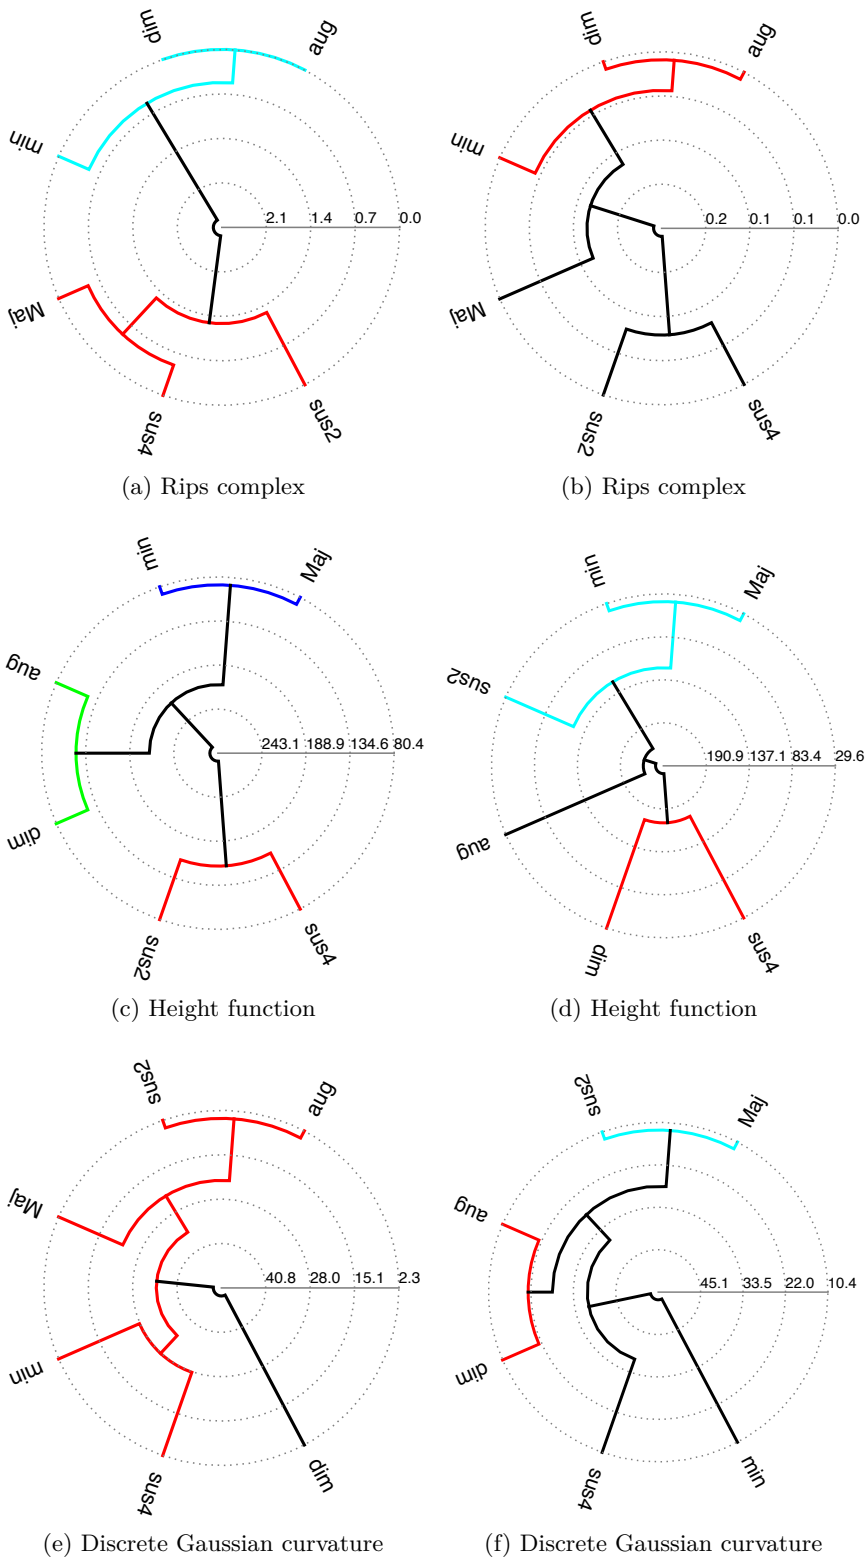 dim aug
min
2.1 1.4 0.7 0.0
Maj
sus4 sus2
(a) Rips complex
dim aug
min
0.2 0.1 0.1 0.0
Maj
sus2 sus4
(b) Rips complex
min Maj
aug
243.1 188.9 134.6 80.4
dim
sus2 sus4
(c) Height function
min Maj
sus2
190.9 137.1 83.4 29.6
aug
dim sus4
(d) Height function
sus2 aug
Maj
40.8 28.0 15.1 2.3
min
sus4 dim
(e) Discrete Gaussian curvature
sus2 Maj
aug
45.1 33.5 22.0 10.4
dim
sus4 min
(f) Discrete Gaussian curvature